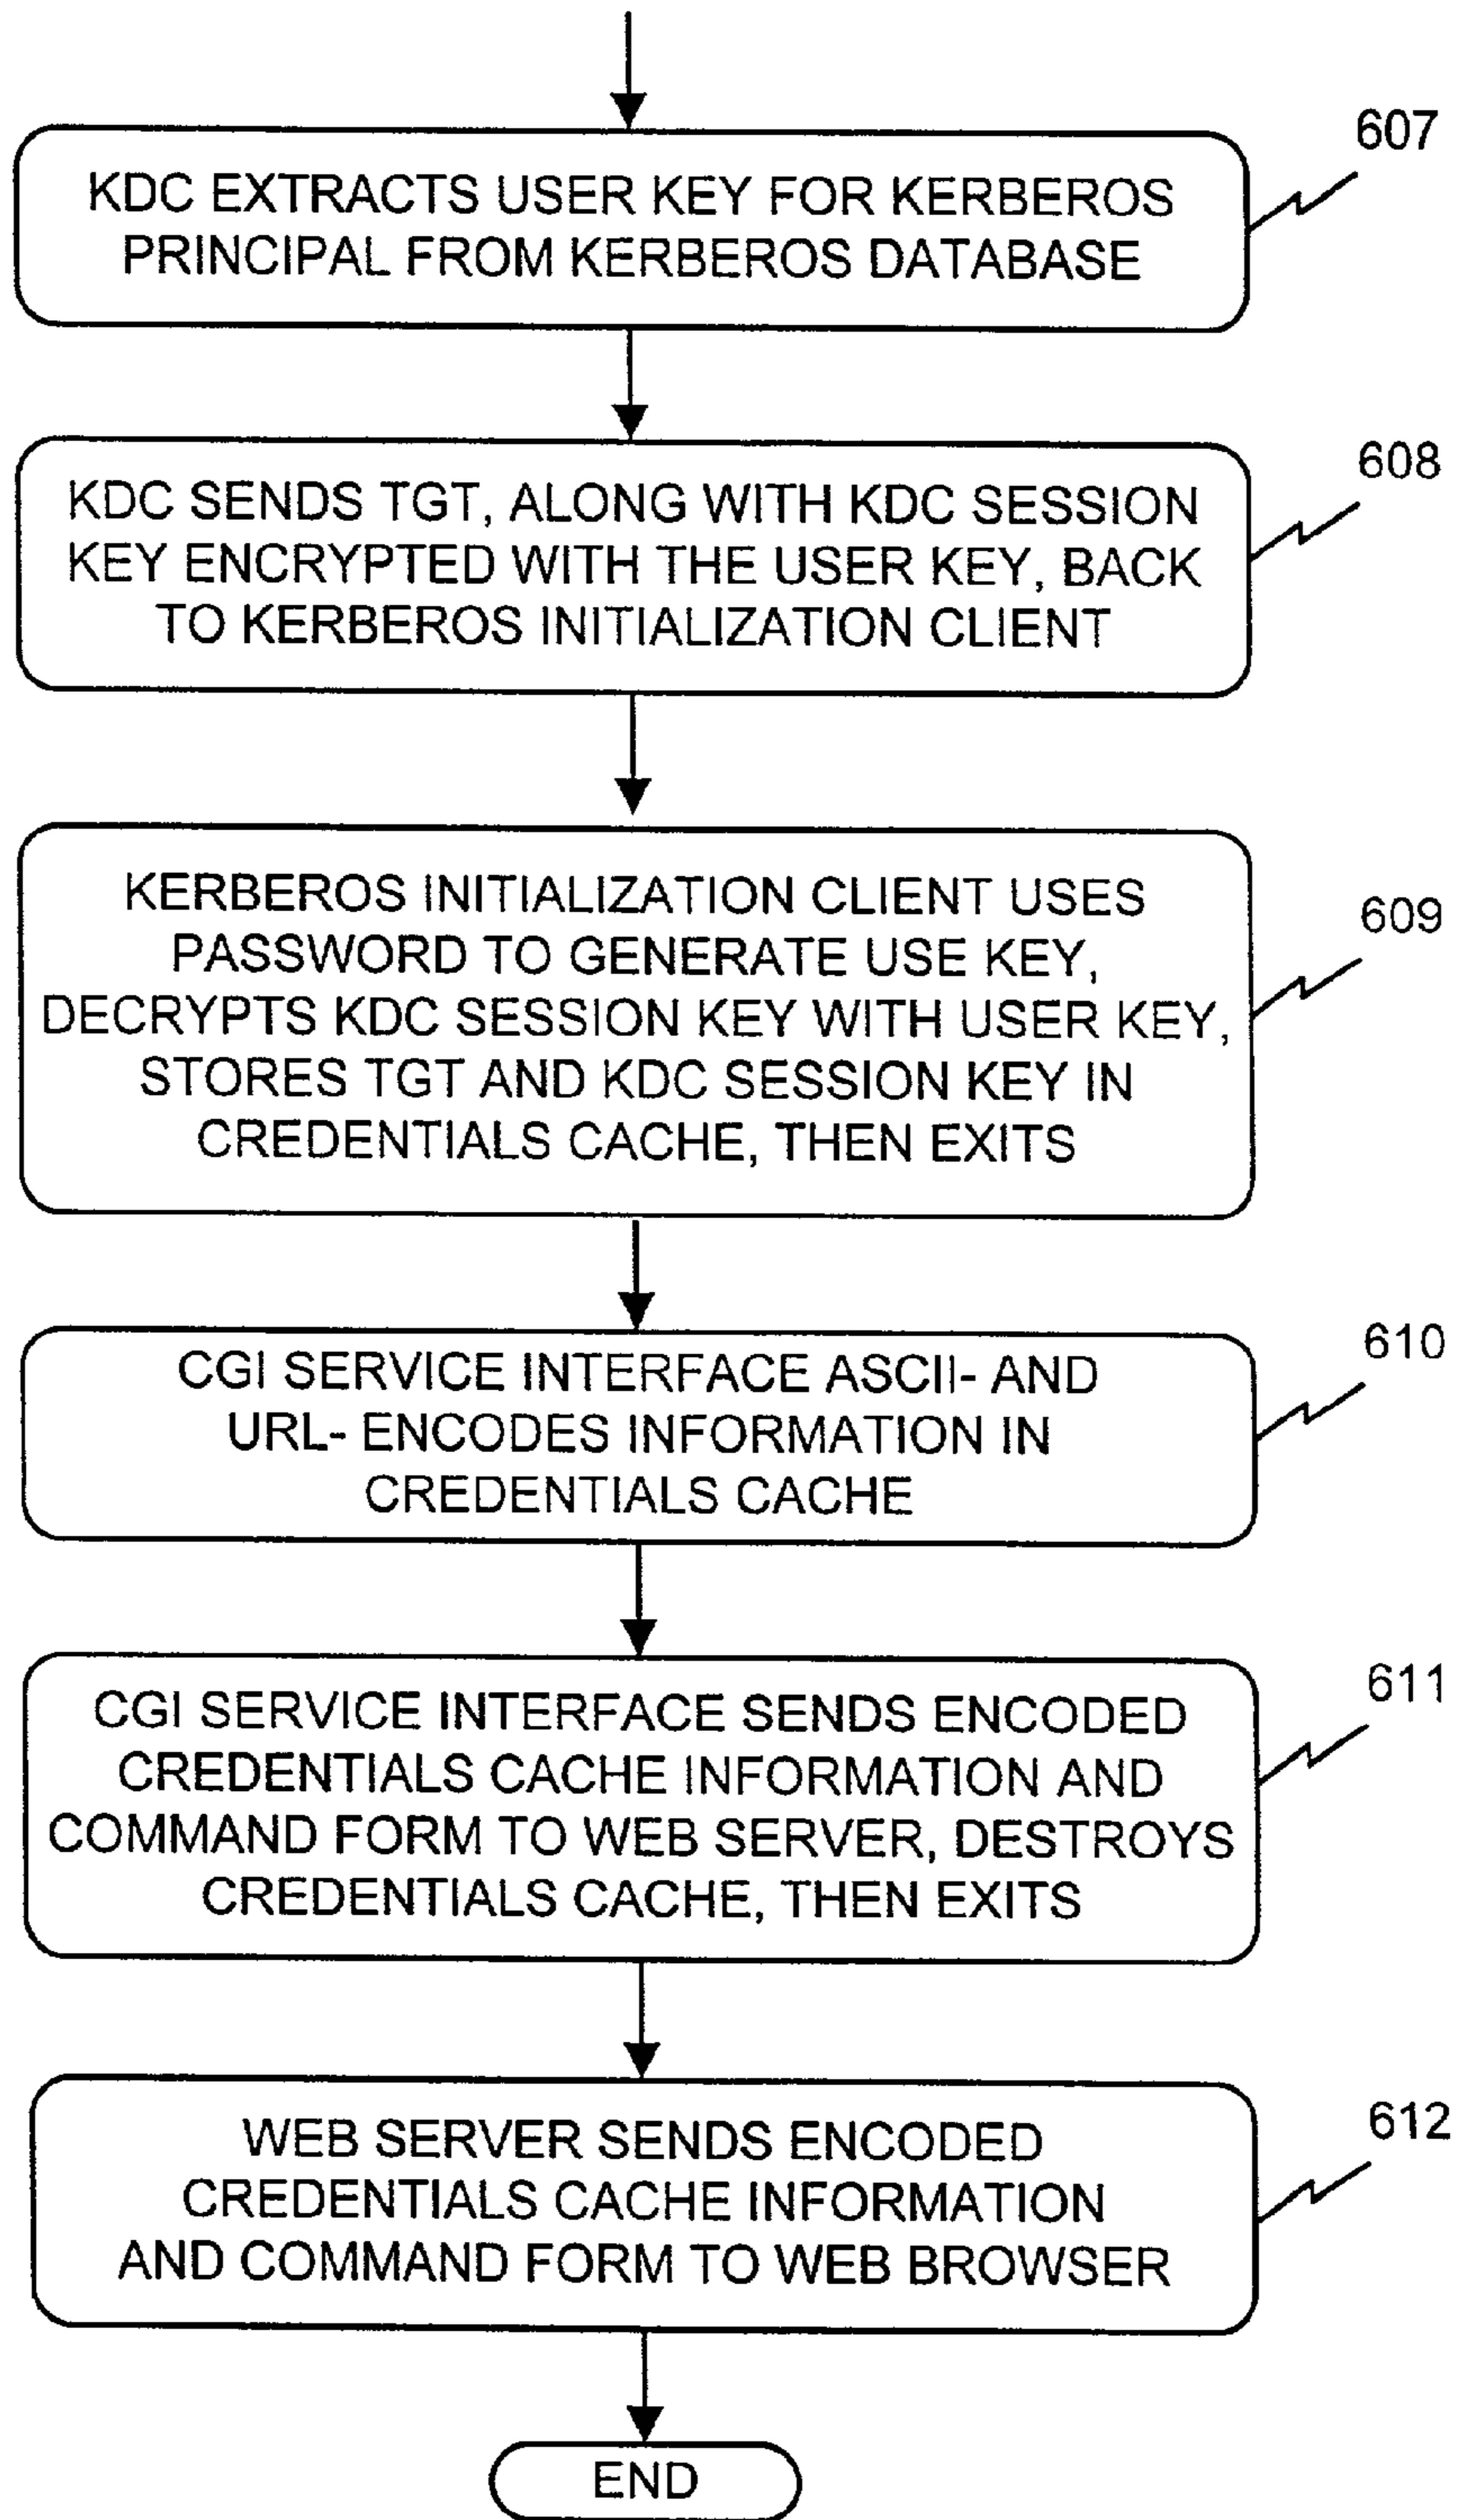 607
KDC EXTRACTS USER KEY FOR KERBEROS
PRINCIPAL FROM KERBEROS DATABASE
608
KDC SENDS TGT, ALONG WITH KDC SESSION
KEY ENCRYPTED WITH THE USER KEY, BACK
TO KERBEROS INITIALIZATION CLIENT
609
KERBEROS INITIALIZATION CLIENT USES
PASSWORD TO GENERATE USE KEY,
DECRYPTS KDC SESSION KEY WITH USER KEY,
STORES TGT AND KDC SESSION KEY IN
CREDENTIALS CACHE, THEN EXITS
610
CGI SERVICE INTERFACE ASCII- AND
URL- ENCODES INFORMATION IN
CREDENTIALS CACHE
611
CGI SERVICE INTERFACE SENDS ENCODED
CREDENTIALS CACHE INFORMATION AND
COMMAND FORM TO WEB SERVER, DESTROYS
CREDENTIALS CACHE, THEN EXITS
612
WEB SERVER SENDS ENCODED
CREDENTIALS CACHE INFORMATION
AND COMMAND FORM TO WEB BROWSER
END